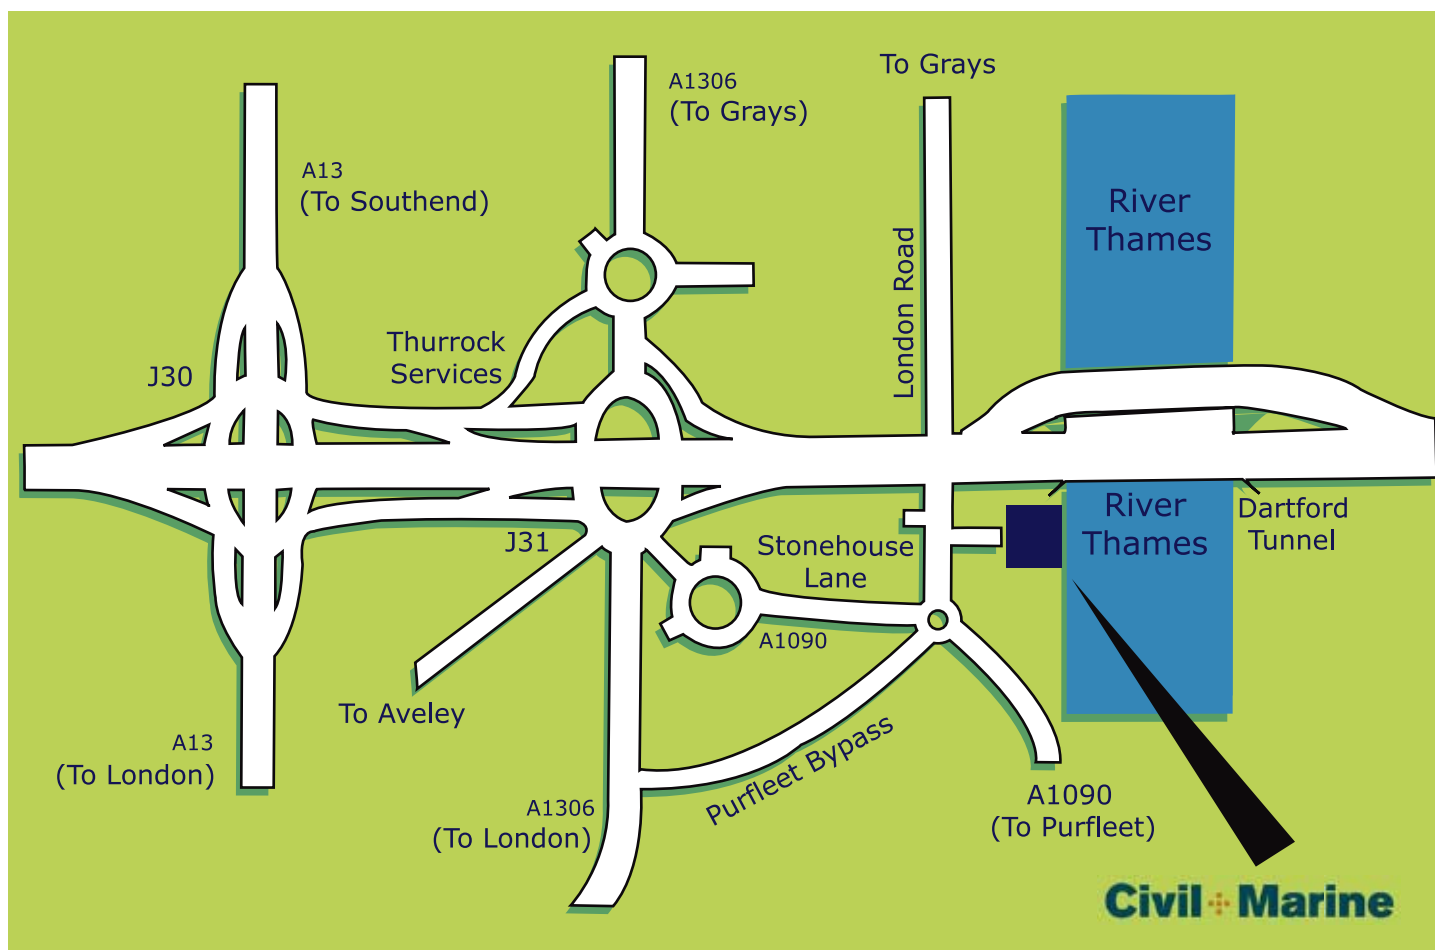 To Grays
A1306
(To Grays)
A13
(To Southend)
River
Thames
London Road
Thurrock
Services
J30
River
Thames
Dartford
Tunnel
J31
Stonehouse
Lane
A1090
To Aveley
A13
(To London)
Purfleet Bypass
A1306
(To London)
A1090
(To Purfleet)
Civil Marine